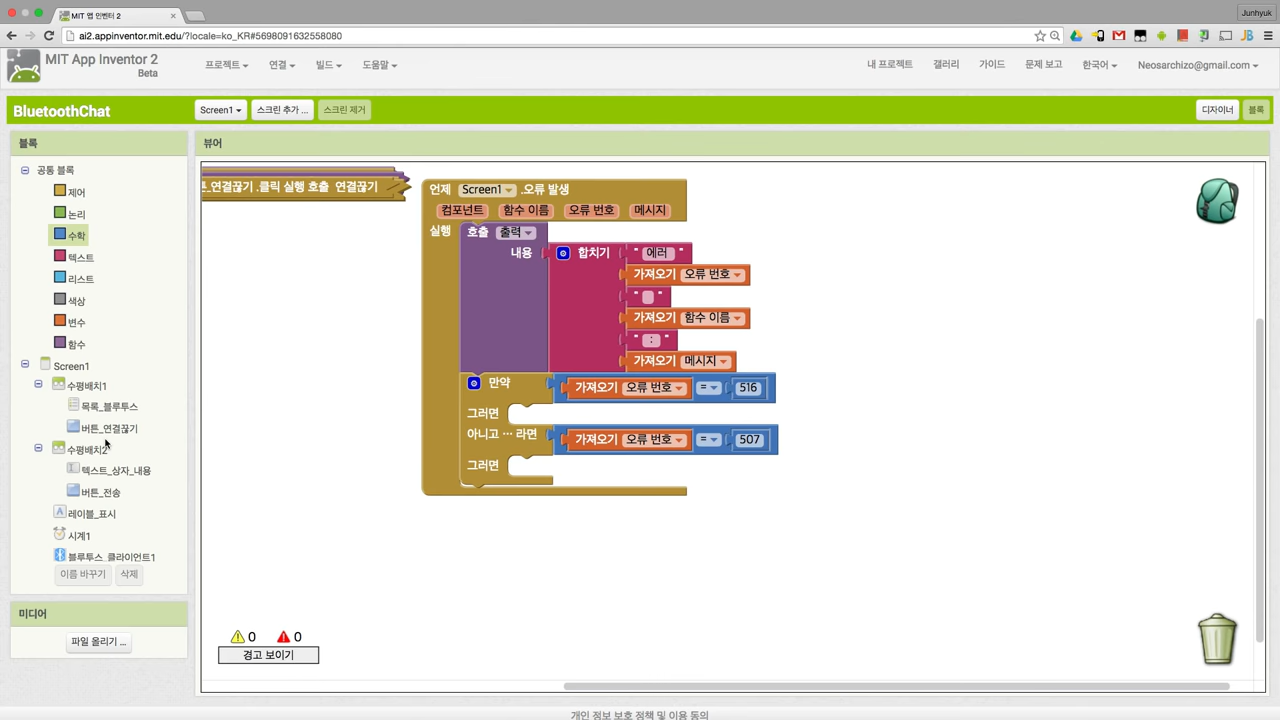 MIT 앱 인벤터 2
Junhyuk
ai2.appinventor.mit.edu/?locale=ko_KR#5698091632558080
MIT App Inventor 2
Beta
프로젝트 연결 빌드 도움말 내 프로젝트 갤러리 가이드 문제 보고 한국어 Neosarchizo@gmail.com
BluetoothChat Screen1 스크린 추가 ... 스크린 제거 디자이너 블록
블록
뷰어
공통 블록
제어
논리
수학
텍스트
리스트
색상
변수
함수
Screen1
수평배치1
목록_블루투스
버튼_연결끊기
수평배치2
텍스트_상자_내용
버튼_전송
레이블_표시
시계1
블루투스_클라이언트1
이름 바꾸기 삭제
미디어
파일 올리기 ...
_연결끊기 .클릭 실행 호출 연결끊기
언제 Screen1 .오류 발생
컴포넌트 함수 이름 오류 번호 메시지
실행 호출 출력
내용 합치기 " 에러 "
가져오기 오류 번호
" "
가져오기 함수 이름
" : "
가져오기 메시지
만약 가져오기 오류 번호 = 516
그러면
아니고 … 라면 가져오기 오류 번호 = 507
그러면
0 0
경고 보이기
개인 정보 보호 정책 및 이용 동의